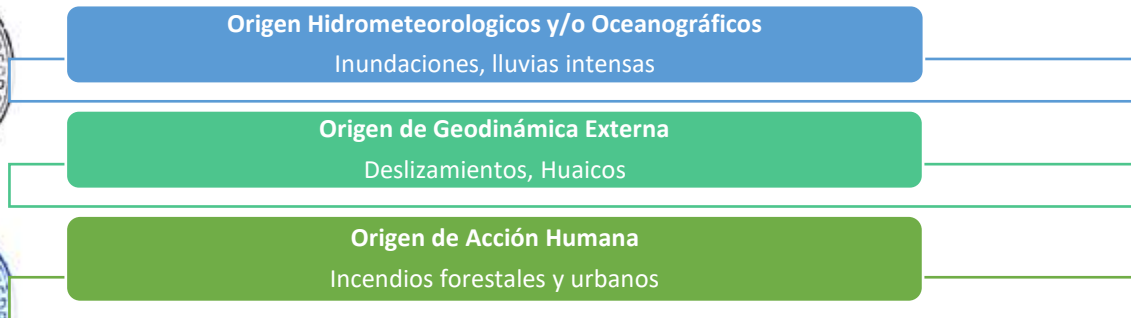 Origen Hidrometeorologicos y/o Oceanográficos
Inundaciones, lluvias intensas
Origen de Geodinámica Externa
Deslizamientos, Huaicos
Origen de Acción Humana
Incendios forestales y urbanos